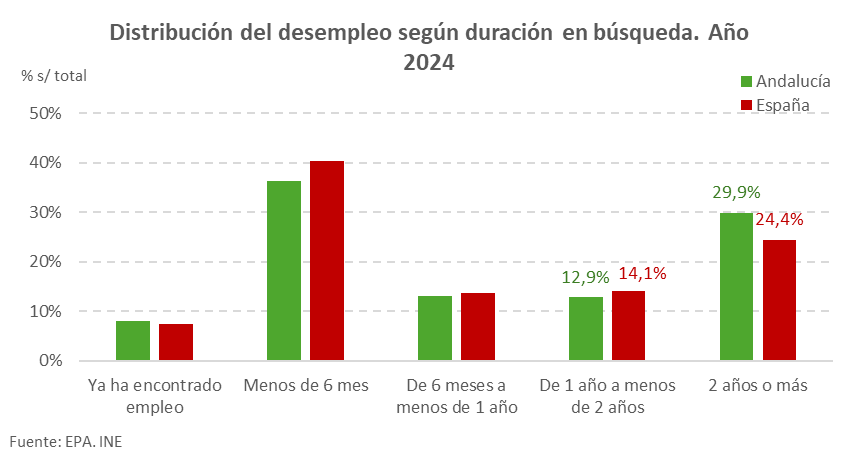 Distribución del desempleo según duración en búsqueda. Año
2024
% s/ total
Andalucía
España
50%
40%
30%
20%
10%
0%
29,9%
24,4%
12,9%
14,1%
Ya ha encontrado
empleo
Menos de 6 mes
De 6 meses a
menos de 1 año
De 1 año a menos
de 2 años
2 años o más
Fuente: EPA. INE